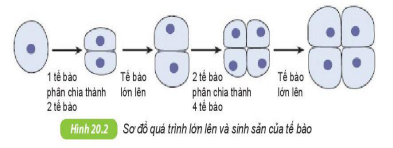 1 tế bào
phân chia thành
2 tế bào
Tế bào
lớn lên
2 tế bào
phân chia thành
4 tế bào
Tế bào
lớn lên
Hình 20.2 Sơ đồ quá trình lớn lên và sinh sản của tế bào